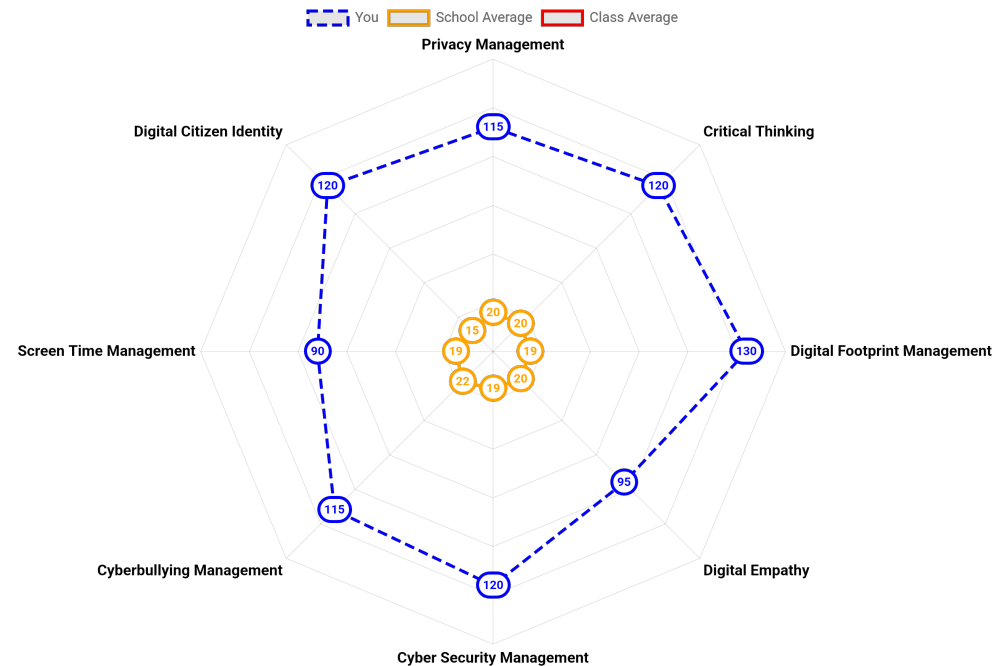 You School Average Class Average
Privacy Management
Digital Citizen Identity Critical Thinking
115
120 120
20
15 20
Screen Time Management 90 19 19 130 Digital Footprint Management
22 20
19
95
115
Cyberbullying Management Digital Empathy
120
Cyber Security Management